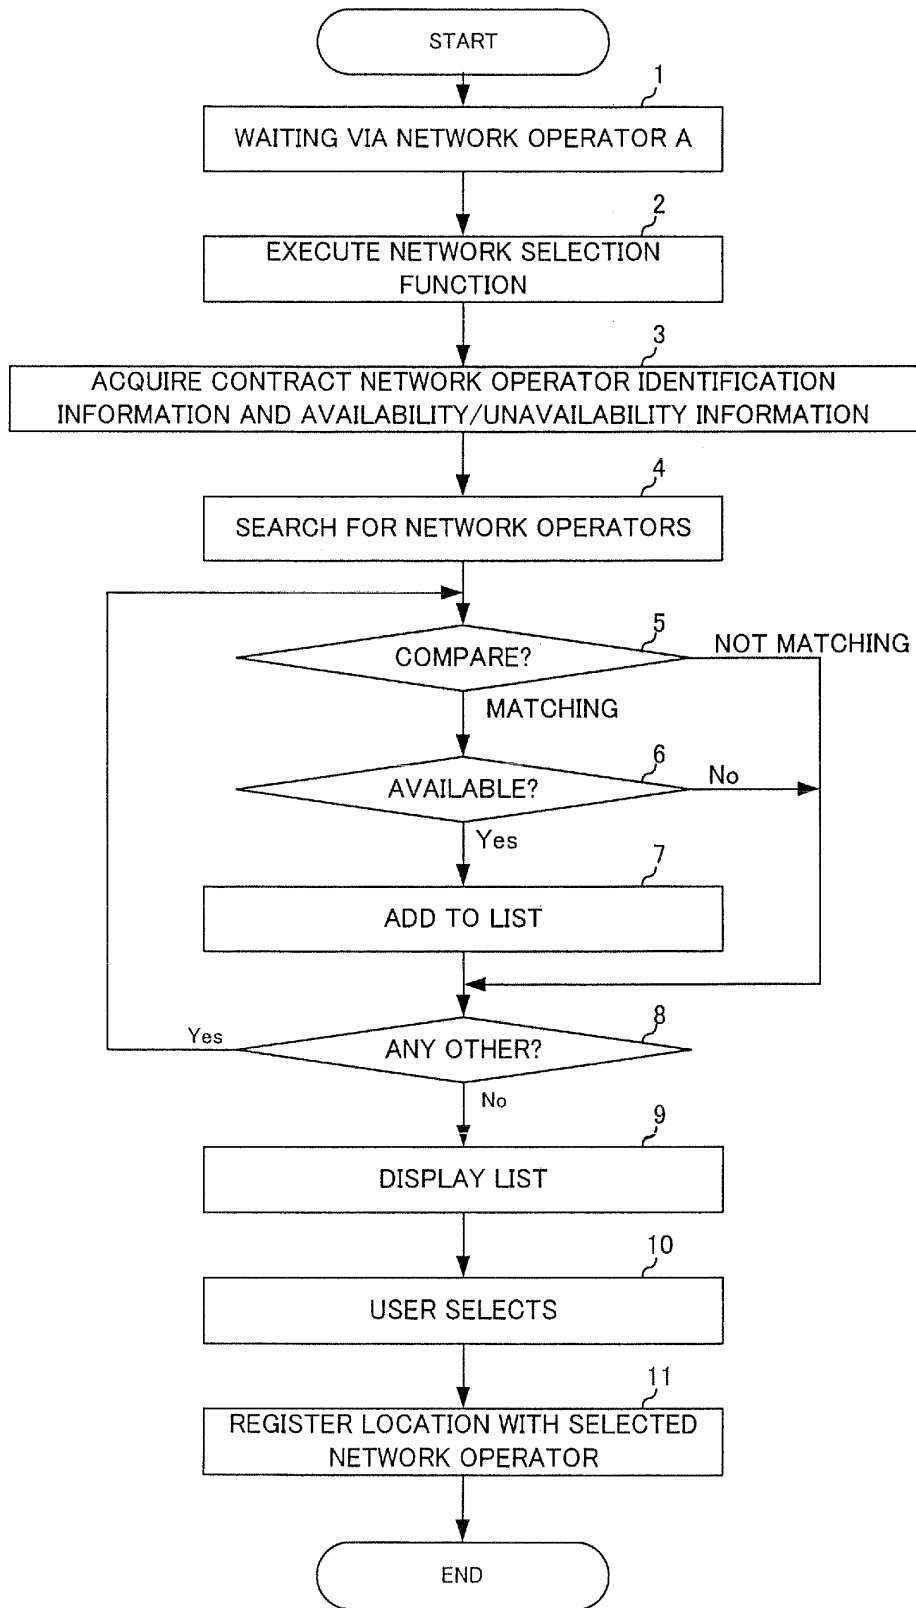 START
1
WAITING VIA NETWORK OPERATOR A
2
EXECUTE NETWORK SELECTION
FUNCTION
3
ACQUIRE CONTRACT NETWORK OPERATOR IDENTIFICATION
INFORMATION AND AVAILABILITY/UNAVAILABILITY INFORMATION
4
SEARCH FOR NETWORK OPERATORS
5
COMPARE?
NOT MATCHING
MATCHING
6
AVAILABLE?
No
Yes
7
ADD TO LIST
8
ANY OTHER?
Yes
No
9
DISPLAY LIST
10
USER SELECTS
11
REGISTER LOCATION WITH SELECTED
NETWORK OPERATOR
END